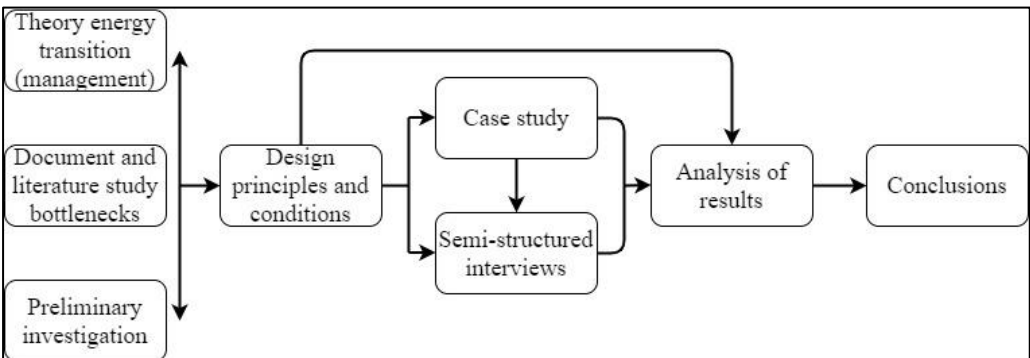 Theory energy
transition
(management)
Document and
literature study
bottlenecks
Preliminary
investigation
Design
principles and
conditions
Case study
Semi-structured
interviews
Analysis of
results
Conclusions